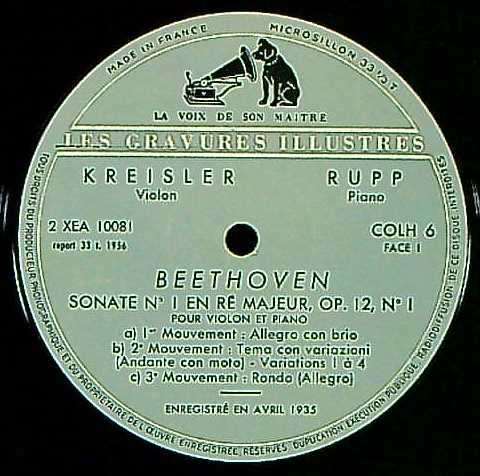 MADE IN FRANCE
MICROSILLON 33⅓ T
LA VOIX DE SON MAITRE
LES GRAVURES ILLUSTRES
KREISLER RUPP
Violon Piano
2 XEA 10081 COLH 6
report 33 t. 1956 FACE 1
BEETHOVEN
SONATE N° 1 EN RÉ MAJEUR, OP. 12, N° 1
POUR VIOLON ET PIANO
a) 1er Mouvement : Allegro con brio
b) 2e Mouvement : Tema con variazioni
(Andante con moto) - Variations 1 à 4
c) 3e Mouvement : Rondo (Allegro)
ENREGISTRÉ EN AVRIL 1935
TOUS DROITS DU PRODUCTEUR PHONOGRAPHIQUE ET DU PROPRIÉTAIRE DE L'ŒUVRE ENREGISTRÉE RÉSERVÉS. DUPLICATION EXÉCUTION PUBLIQUE, RADIODIFFUSION DE CE DISQUE INTERDITES